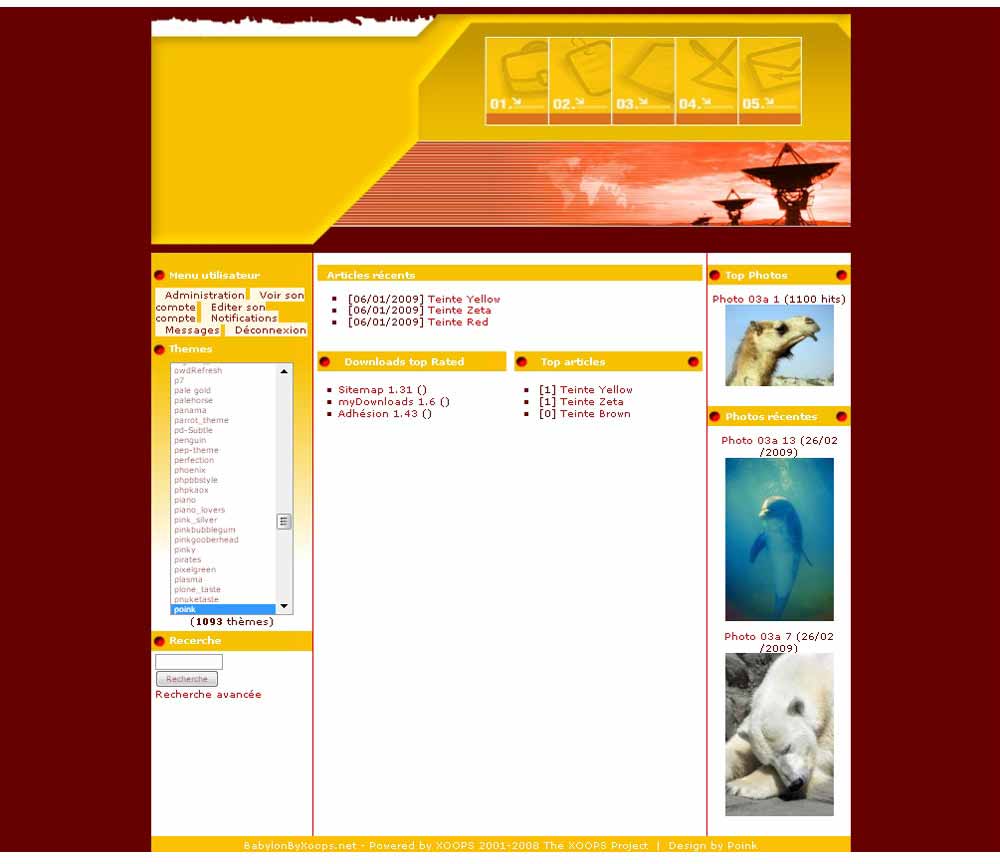 01.
02.
03.
04.
05.
Menu utilisateur
Administration Voir son
compte Editer son
compte Notifications
Messages Déconnexion
Themes
owdRefresh
p7
pale gold
palehorse
panama
parrot_theme
pd-Subtle
penguin
pep-theme
perfection
phoenix
phpbbstyle
phpkaox
piano
piano_lovers
pink_silver
pinkbubblegum
pinkgooberhead
pinky
pirates
pixelgreen
plasma
plone_taste
pnuketaste
poink
(1093 thèmes)
Recerche
Recherche
Recherche avancée
Articles récents
[06/01/2009] Teinte Yellow
[06/01/2009] Teinte Zeta
[06/01/2009] Teinte Red
Downloads top Rated
Sitemap 1.31 ()
myDownloads 1.6 ()
Adhésion 1.43 ()
Top articles
[1] Teinte Yellow
[1] Teinte Zeta
[0] Teinte Brown
Top Photos
Photo 03a 1 (1100 hits)
Photos récentes
Photo 03a 13 (26/02
/2009)
Photo 03a 7 (26/02
/2009)
BabylonByXoops.net - Powered by XOOPS 2001-2008 The XOOPS Project | Design by Poink